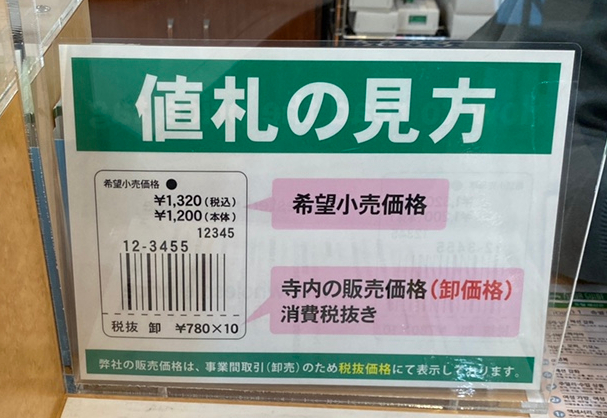 値札の見方
希望小売価格 ●
¥1,320(税込)
¥1,200(本体)
12345
12-3455
税抜 卸 ¥780×10
希望小売価格
寺内の販売価格(卸価格)
消費税抜き
弊社の販売価格は、事業間取引(卸売)のため税抜価格にて表示しております。